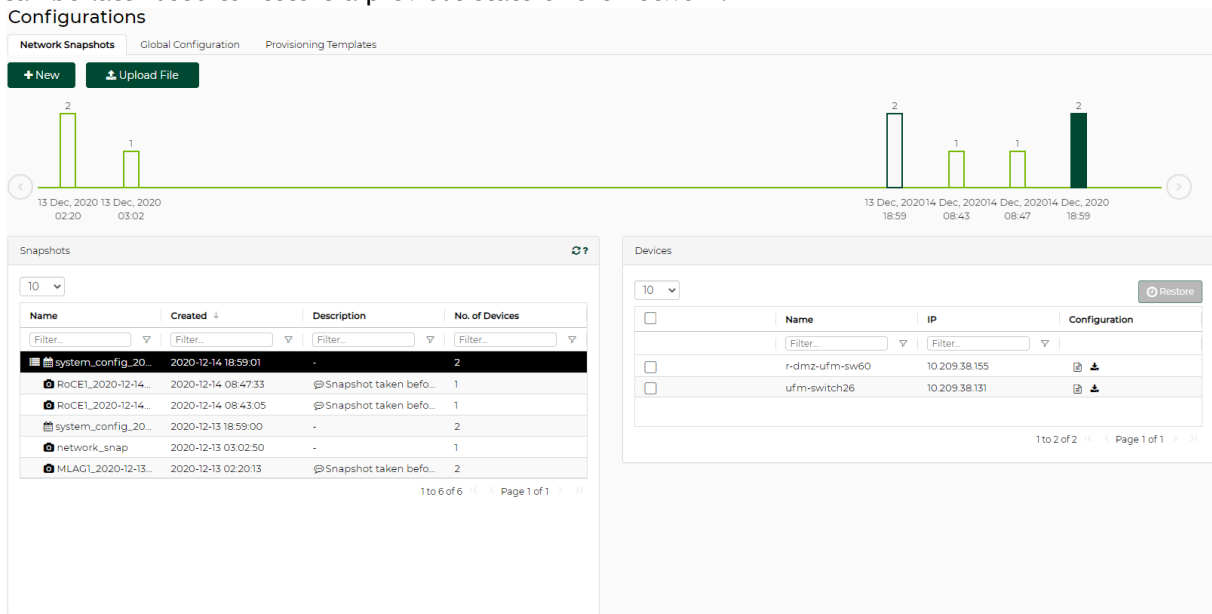 Configurations
Network Snapshots Global Configuration Provisioning Templates
+ New Upload File
2 1 2 1 1 2
13 Dec, 2020 13 Dec, 2020 13 Dec, 2020 14 Dec, 2020 14 Dec, 2020 14 Dec, 2020
02:20 03:02 18:59 08:43 08:47 18:59
Snapshots ?
10
Name Created ↓ Description No. of Devices
Filter... Filter... Filter... Filter...
system_config_20... 2020-12-14 18:59:01 - 2
RoCE1_2020-12-14... 2020-12-14 08:47:33 Snapshot taken befo... 1
RoCE1_2020-12-14... 2020-12-14 08:43:05 Snapshot taken befo... 1
system_config_20... 2020-12-13 18:59:00 - 2
network_snap 2020-12-13 03:02:50 - 1
MLAG1_2020-12-13... 2020-12-13 02:20:13 Snapshot taken befo... 2
1 to 6 of 6 Page 1 of 1
Devices
10 Restore
Name IP Configuration
Filter... Filter...
r-dmz-ufm-sw60 10.209.38.155
ufm-switch26 10.209.38.131
1 to 2 of 2 Page 1 of 1